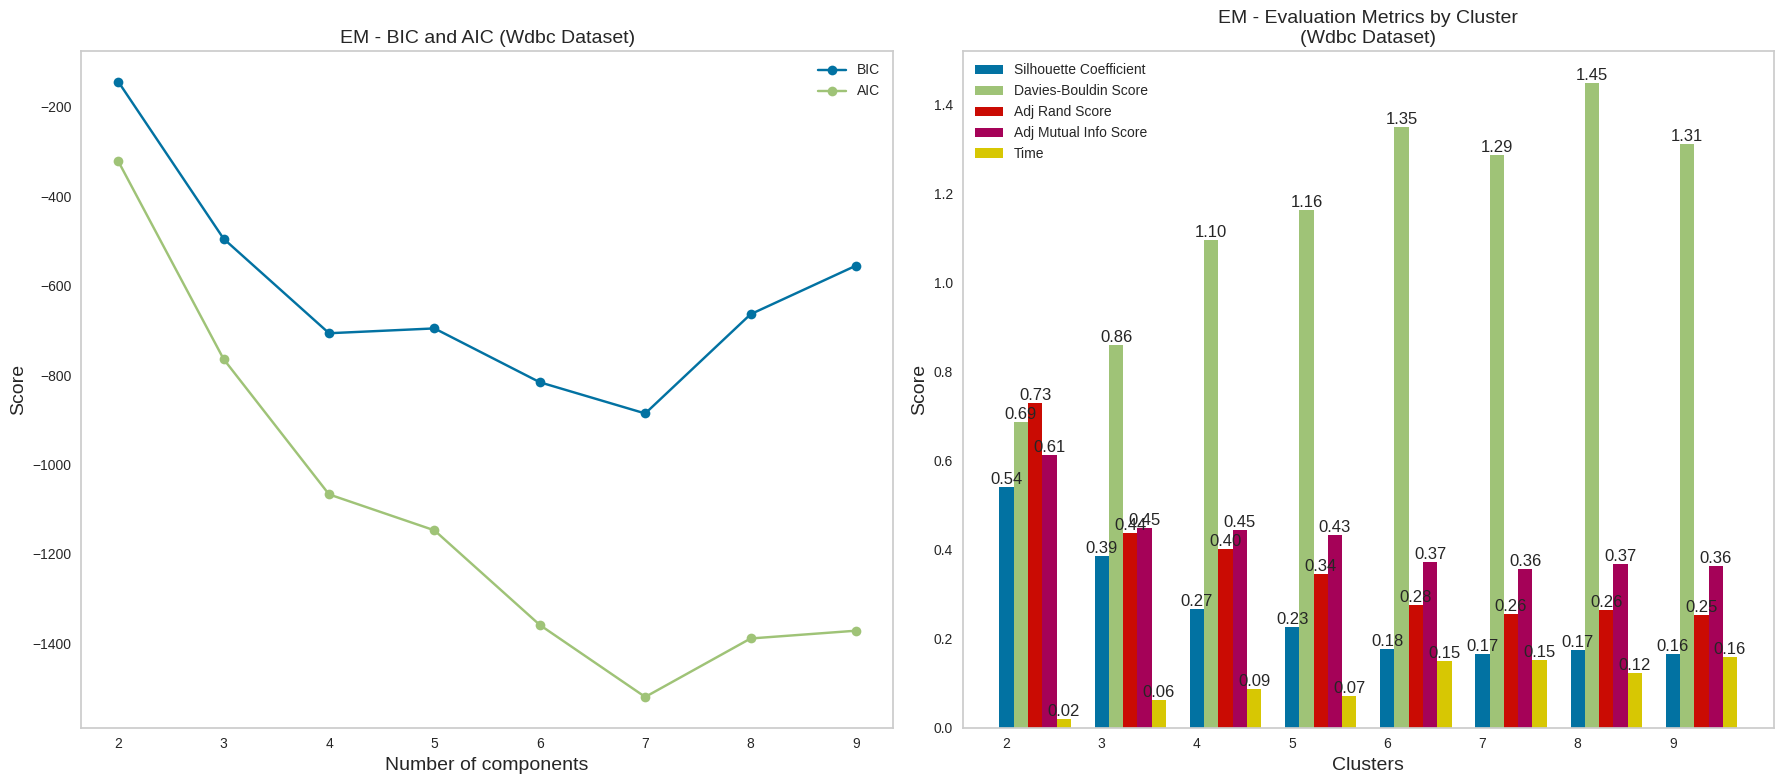 EM - BIC and AIC (Wdbc Dataset)
BIC
AIC
Score
−200
−400
−600
−800
−1000
−1200
−1400
2 3 4 5 6 7 8 9
Number of components
EM - Evaluation Metrics by Cluster
(Wdbc Dataset)
Silhouette Coefficient
Davies-Bouldin Score
Adj Rand Score
Adj Mutual Info Score
Time
Score
1.4
1.2
1.0
0.8
0.6
0.4
0.2
0.0
0.54 0.69 0.73 0.61 0.02
0.39 0.86 0.44 0.45 0.06
0.27 1.10 0.40 0.45 0.09
0.23 1.16 0.34 0.43 0.07
0.18 1.35 0.28 0.37 0.15
0.17 1.29 0.26 0.36 0.15
0.17 1.45 0.26 0.37 0.12
0.16 1.31 0.25 0.36 0.16
2 3 4 5 6 7 8 9
Clusters